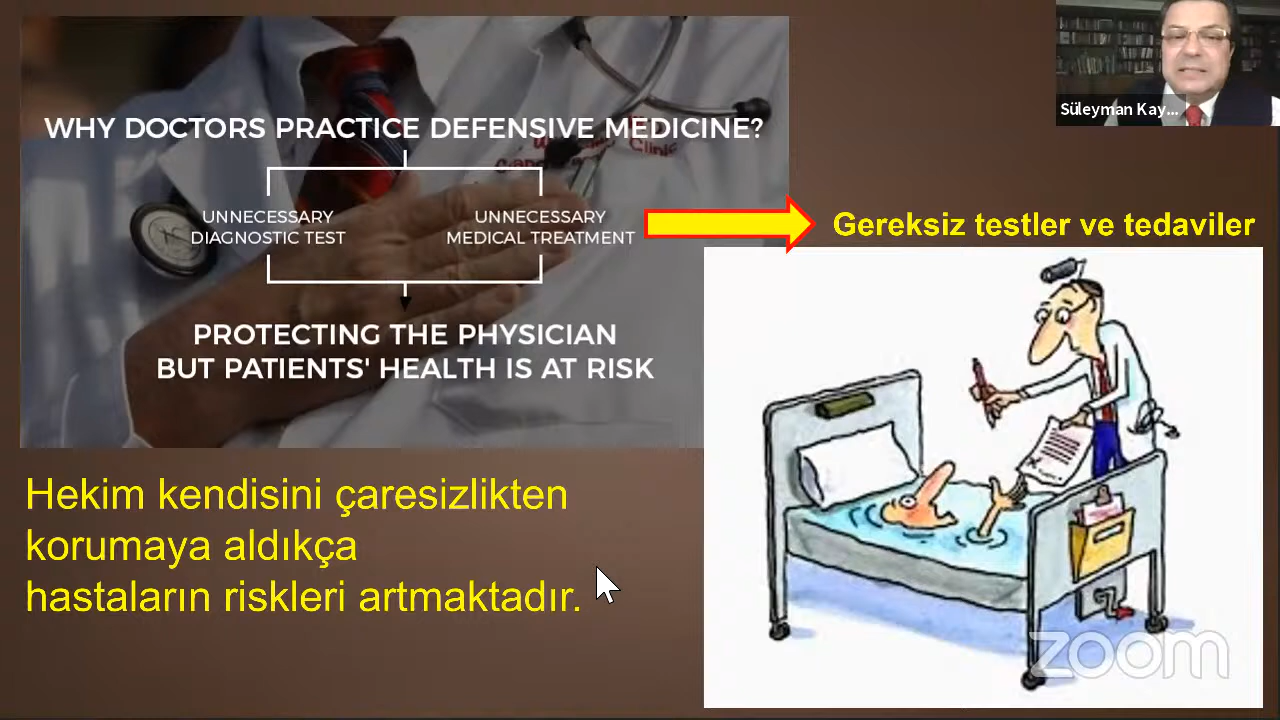 WHY DOCTORS PRACTICE DEFENSIVE MEDICINE?
UNNECESSARY
DIAGNOSTIC TEST
UNNECESSARY
MEDICAL TREATMENT
PROTECTING THE PHYSICIAN
BUT PATIENTS' HEALTH IS AT RISK
Süleyman Kay...
Gereksiz testler ve tedaviler
Hekim kendisini çaresizlikten
korumaya aldıkça
hastaların riskleri artmaktadır.
zoom